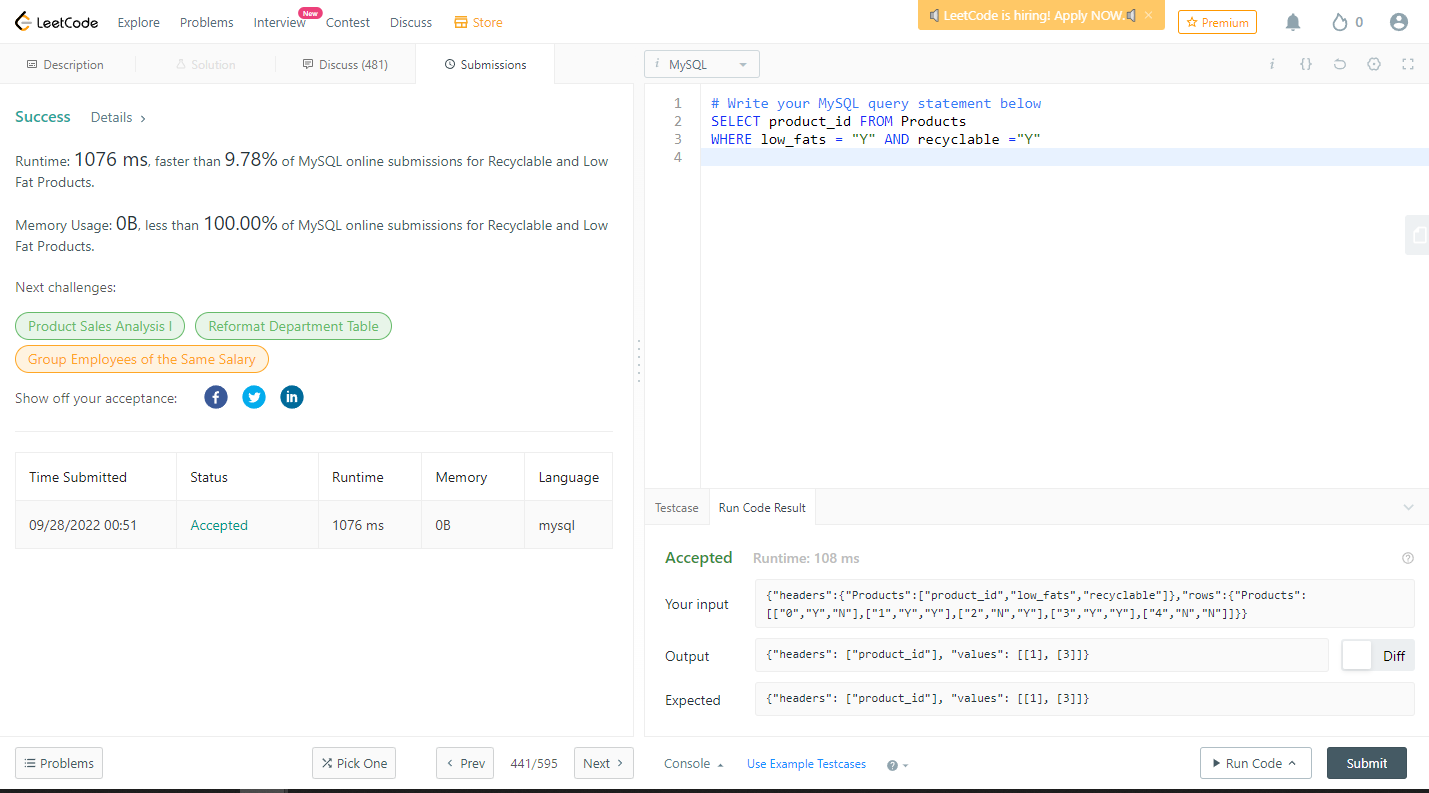 LeetCode
Explore
Problems
Interview
New
Contest
Discuss
Store
LeetCode is hiring! Apply NOW.
×
Premium
0
Description
Solution
Discuss (481)
Submissions
i MySQL
i
{}
Success
Details
Runtime: 1076 ms, faster than 9.78% of MySQL online submissions for Recyclable and Low
Fat Products.
Memory Usage: 0B, less than 100.00% of MySQL online submissions for Recyclable and Low
Fat Products.
Next challenges:
Product Sales Analysis I
Reformat Department Table
Group Employees of the Same Salary
Show off your acceptance:
Time Submitted Status Runtime Memory Language
09/28/2022 00:51 Accepted 1076 ms 0B mysql
1 # Write your MySQL query statement below
2 SELECT product_id FROM Products
3 WHERE low_fats = "Y" AND recyclable ="Y"
4
Testcase
Run Code Result
Accepted
Runtime: 108 ms
Your input
{"headers":{"Products":["product_id","low_fats","recyclable"]},"rows":{"Products":
[["0","Y","N"],["1","Y","Y"],["2","N","Y"],["3","Y","Y"],["4","N","N"]]}}
Output
{"headers": ["product_id"], "values": [[1], [3]]}
Diff
Expected
{"headers": ["product_id"], "values": [[1], [3]]}
Problems
Pick One
Prev
441/595
Next
Console
Use Example Testcases
Run Code
Submit